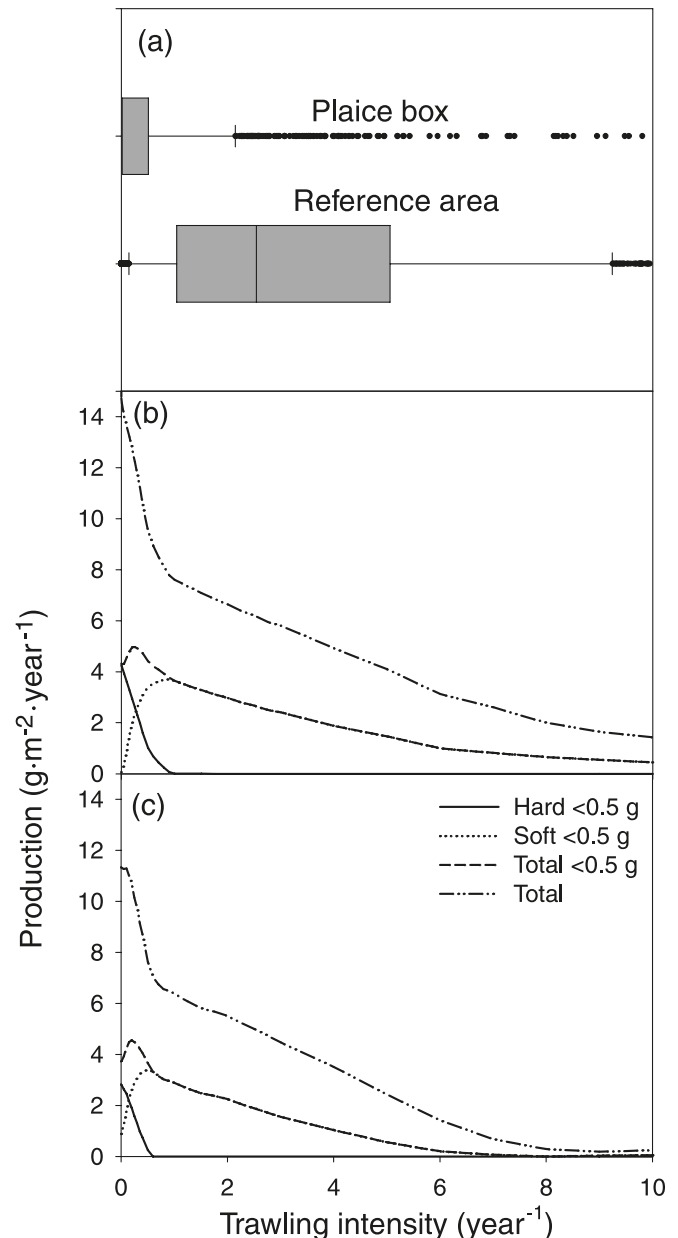 (a)
Plaice box
Reference area
(b)
14
12
10
8
6
4
2
0
(c)
Hard <0.5 g
Soft <0.5 g
Total <0.5 g
Total
14
12
10
8
6
4
2
0
Production (g·m⁻²·year⁻¹)
0 2 4 6 8 10
Trawling intensity (year⁻¹)